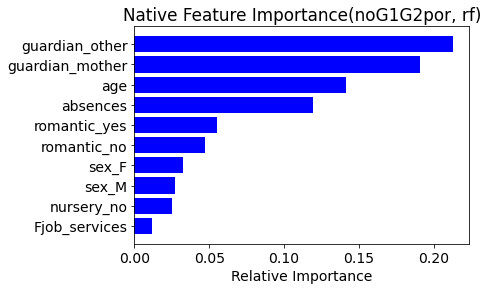 Native Feature Importance(noG1G2por, rf)
guardian_other
guardian_mother
age
absences
romantic_yes
romantic_no
sex_F
sex_M
nursery_no
Fjob_services
0.00 0.05 0.10 0.15 0.20
Relative Importance